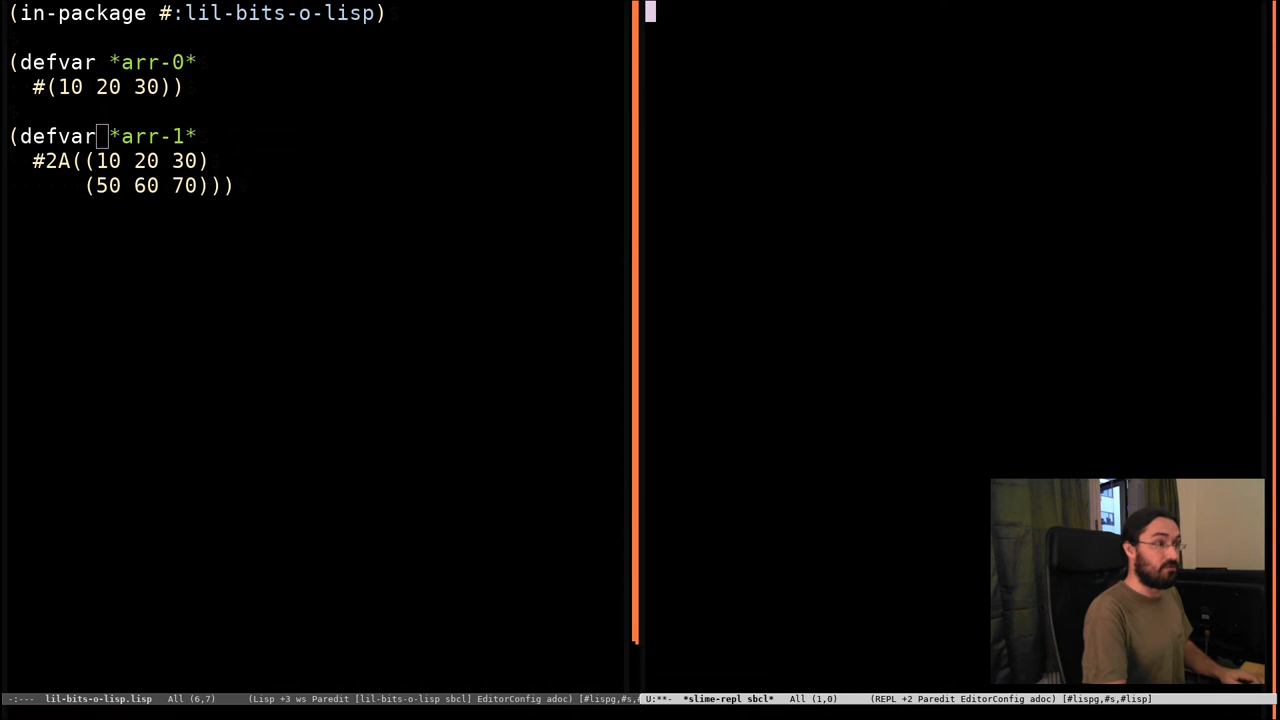 (in-package #:lil-bits-o-lisp)
(defvar *arr-0*
  #(10 20 30))
(defvar *arr-1*
  #2A((10 20 30)
      (50 60 70)))
-:---  lil-bits-o-lisp.lisp   All (6,7)      (Lisp +3 ws Paredit [lil-bits-o-lisp sbcl] EditorConfig adoc) [#lispg,#s,#
U:**-  *slime-repl sbcl*   All (1,0)      (REPL +2 Paredit EditorConfig adoc) [#lispg,#s,#lisp]